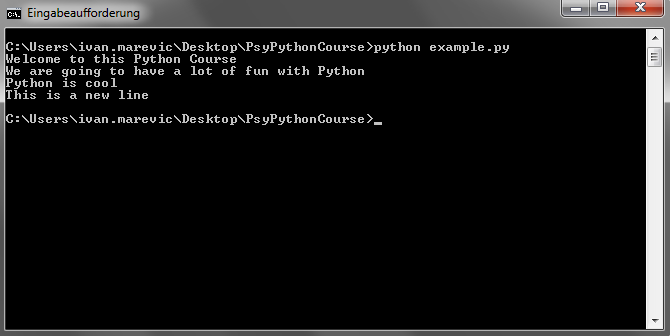 Eingabeaufforderung
C:\Users\ivan.marevic\Desktop\PsyPythonCourse>python example.py
Welcome to this Python Course
We are going to have a lot of fun with Python
Python is cool
This is a new line
C:\Users\ivan.marevic\Desktop\PsyPythonCourse>_